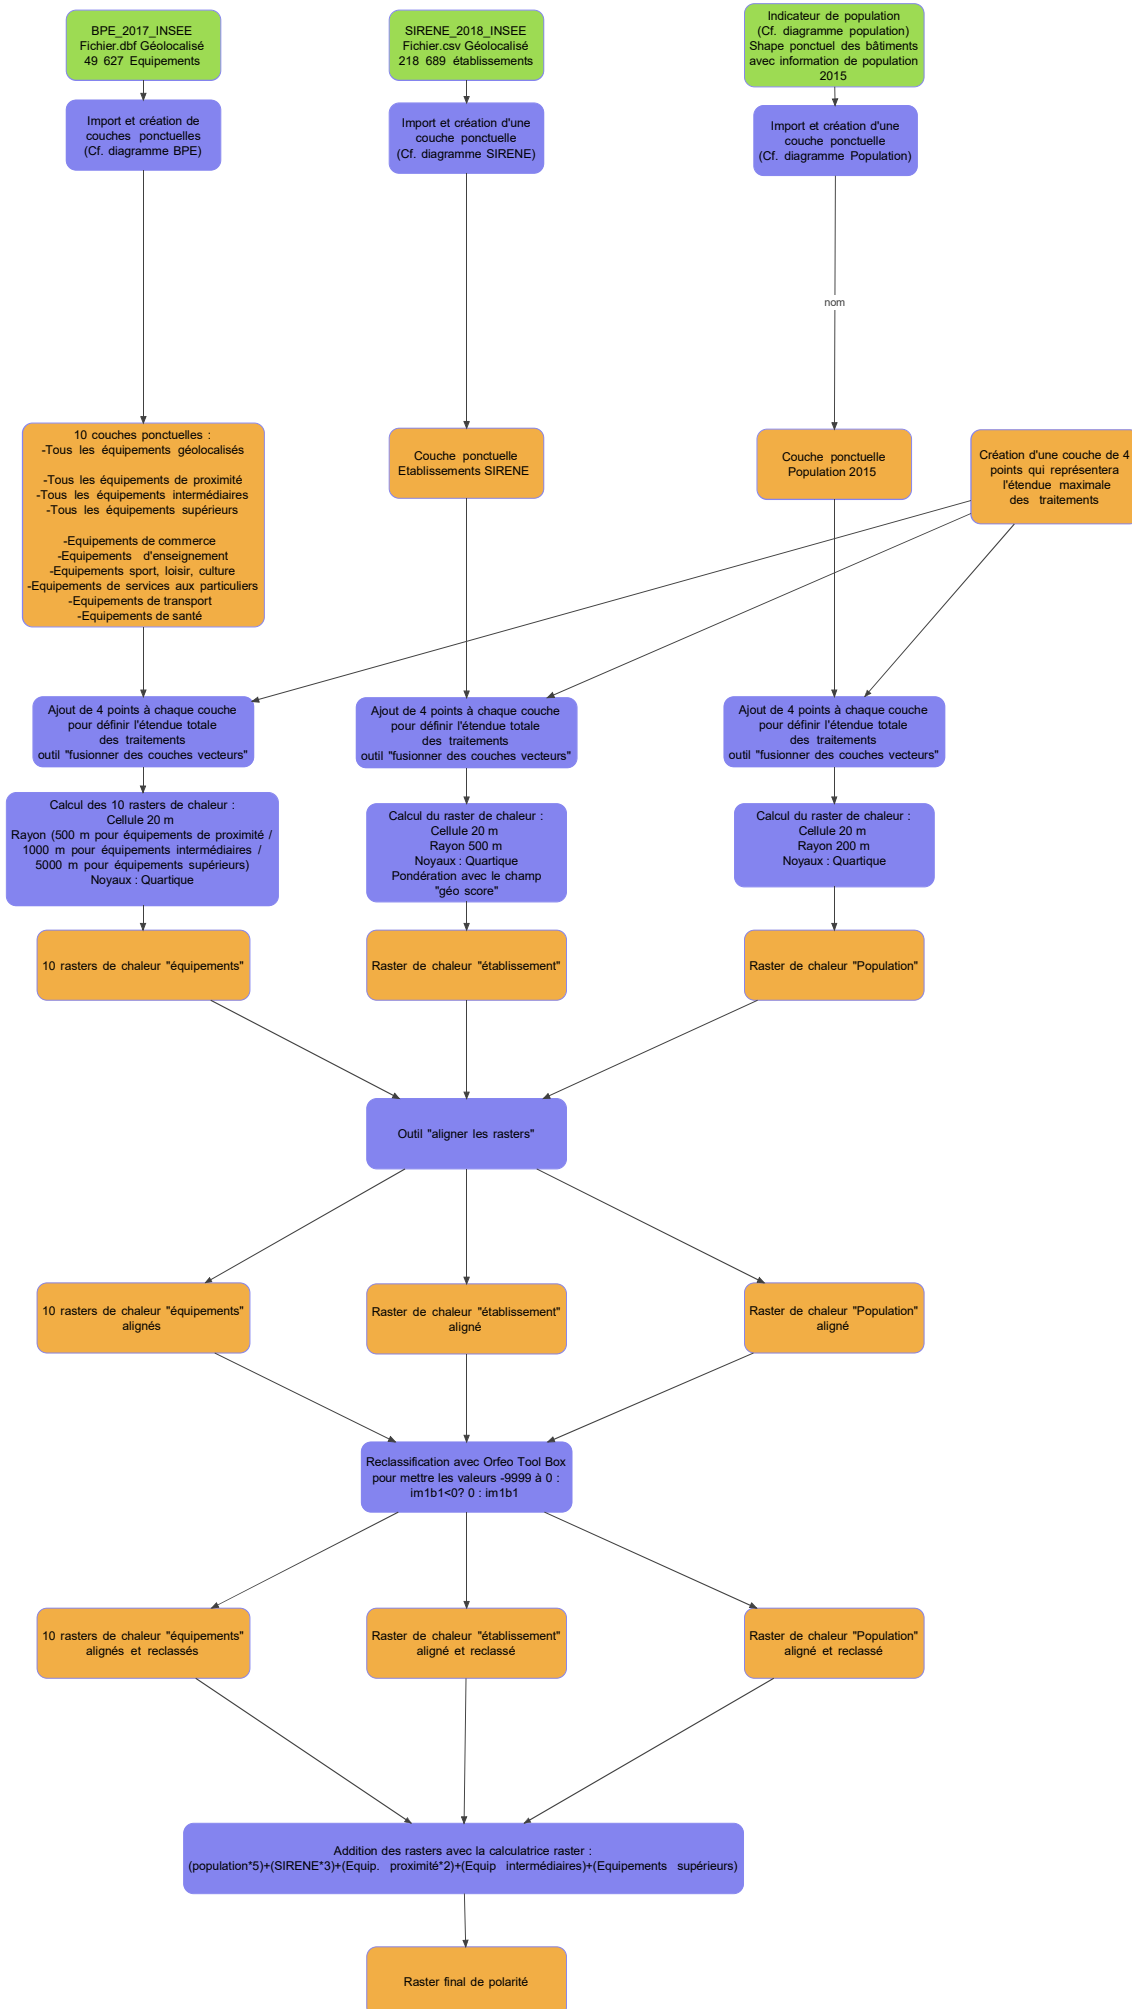 BPE_2017_INSEE
Fichier.dbf Géolocalisé
49 627 Equipements
SIRENE_2018_INSEE
Fichier.csv Géolocalisé
218 689 établissements
Indicateur de population
(Cf. diagramme population)
Shape ponctuel des bâtiments
avec information de population
2015
Import et création de
couches ponctuelles
(Cf. diagramme BPE)
Import et création d'une
couche ponctuelle
(Cf. diagramme SIRENE)
Import et création d'une
couche ponctuelle
(Cf. diagramme Population)
nom
10 couches ponctuelles :
-Tous les équipements géolocalisés
-Tous les équipements de proximité
-Tous les équipements intermédiaires
-Tous les équipements supérieurs
-Equipements de commerce
-Equipements d'enseignement
-Equipements sport, loisir, culture
-Equipements de services aux particuliers
-Equipements de transport
-Equipements de santé
Couche ponctuelle
Etablissements SIRENE
Couche ponctuelle
Population 2015
Création d'une couche de 4
points qui représentera
l'étendue maximale
des traitements
Ajout de 4 points à chaque couche
pour définir l'étendue totale
des traitements
outil "fusionner des couches vecteurs"
Ajout de 4 points à chaque couche
pour définir l'étendue totale
des traitements
outil "fusionner des couches vecteurs"
Ajout de 4 points à chaque couche
pour définir l'étendue totale
des traitements
outil "fusionner des couches vecteurs"
Calcul des 10 rasters de chaleur :
Cellule 20 m
Rayon (500 m pour équipements de proximité /
1000 m pour équipements intermédiaires /
5000 m pour équipements supérieurs)
Noyaux : Quartique
Calcul du raster de chaleur :
Cellule 20 m
Rayon 500 m
Noyaux : Quartique
Pondération avec le champ
"géo score"
Calcul du raster de chaleur :
Cellule 20 m
Rayon 200 m
Noyaux : Quartique
10 rasters de chaleur "équipements"
Raster de chaleur "établissement"
Raster de chaleur "Population"
Outil "aligner les rasters"
10 rasters de chaleur "équipements"
alignés
Raster de chaleur "établissement"
aligné
Raster de chaleur "Population"
aligné
Reclassification avec Orfeo Tool Box
pour mettre les valeurs -9999 à 0 :
im1b1<0? 0 : im1b1
10 rasters de chaleur "équipements"
alignés et reclassés
Raster de chaleur "établissement"
aligné et reclassé
Raster de chaleur "Population"
aligné et reclassé
Addition des rasters avec la calculatrice raster :
(population*5)+(SIRENE*3)+(Equip. proximité*2)+(Equip intermédiaires)+(Equipements supérieurs)
Raster final de polarité